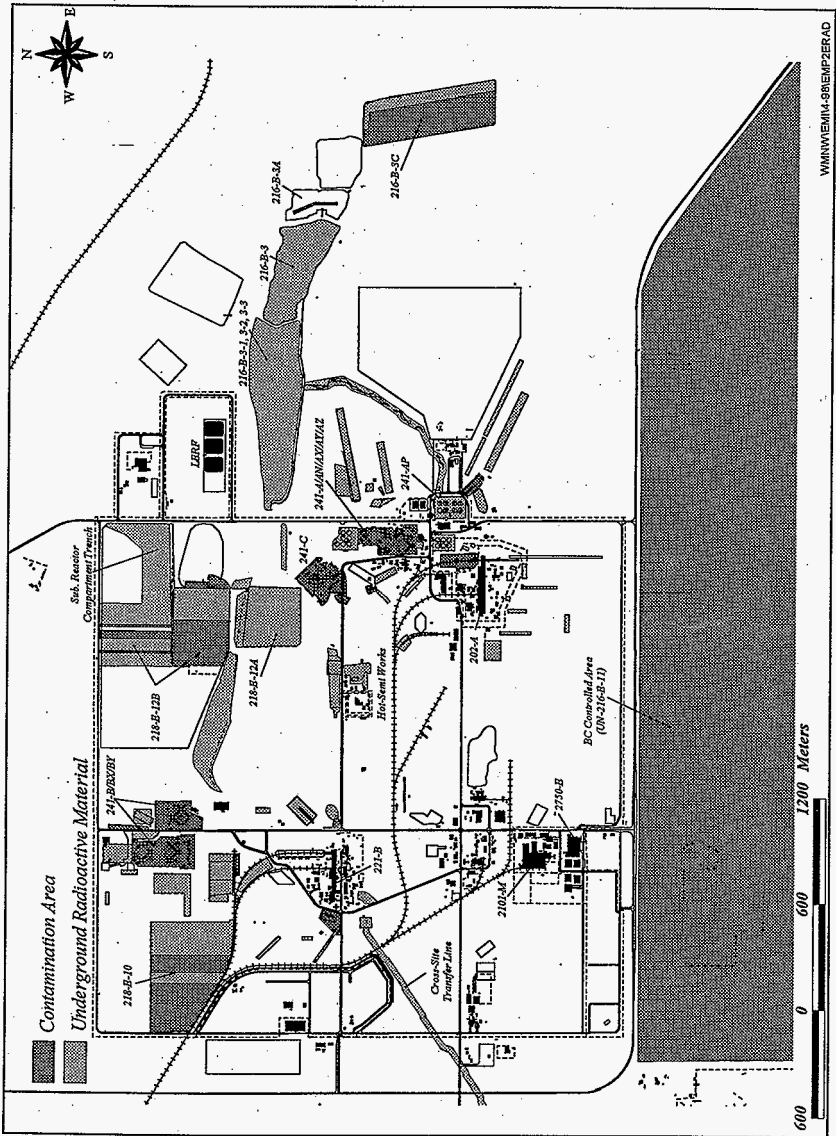 Contamination Area
Underground Radioactive Material
N
E
S
W
218-E-10
241-B/BX/BY
218-E-12B
Sub. Reactor
Compartment Trench
218-E-12A
LERF
216-B-3-1, 3-2, 3-3
216-B-3
216-B-3A
216-B-3C
241-C
241-A/AN/AX/AY/AZ
241-AP
Hot-Semi Works
221-B
202-A
Cross-Site
Transfer Line
2101-M
2750-E
BC Controlled Area
(UN-216-E-11)
600
0
600
1200 Meters
WMNW\EMI\4-98\EMP2ERAD